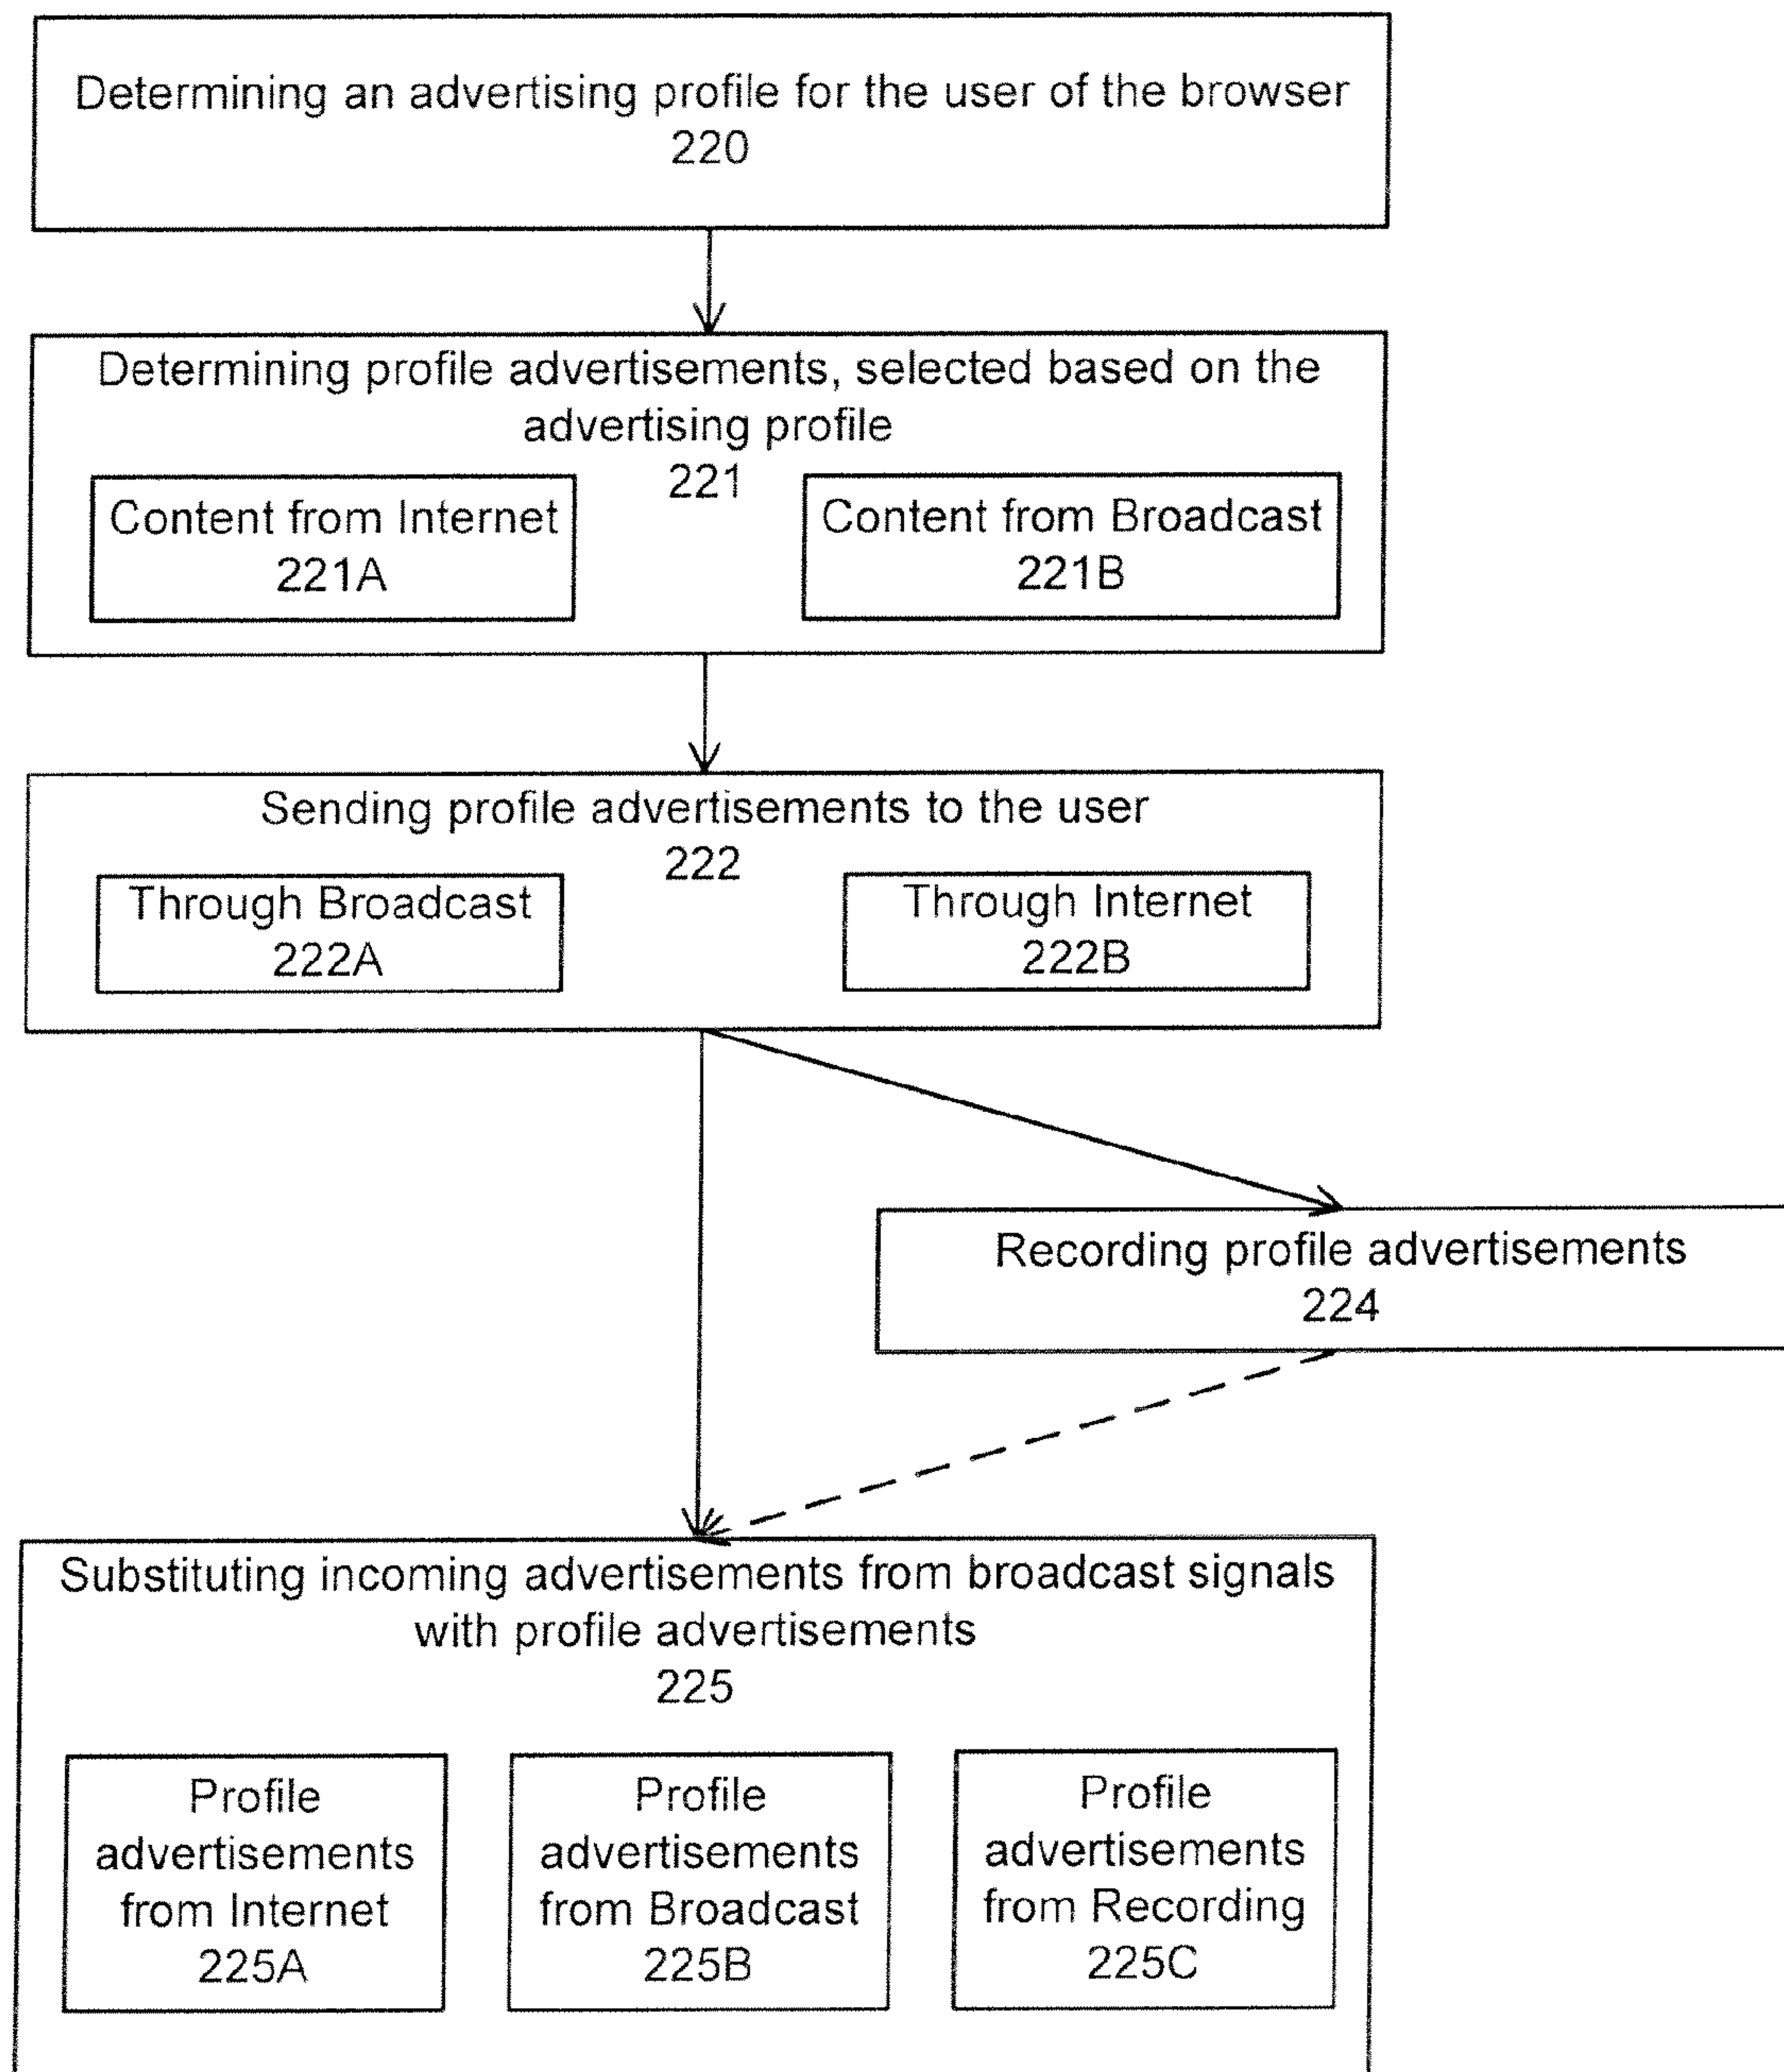 Determining an advertising profile for the user of the browser
220
Determining profile advertisements, selected based on the
advertising profile
221
Content from Internet
221A
Content from Broadcast
221B
Sending profile advertisements to the user
222
Through Broadcast
222A
Through Internet
222B
Recording profile advertisements
224
Substituting incoming advertisements from broadcast signals
with profile advertisements
225
Profile
advertisements
from Internet
225A
Profile
advertisements
from Broadcast
225B
Profile
advertisements
from Recording
225C